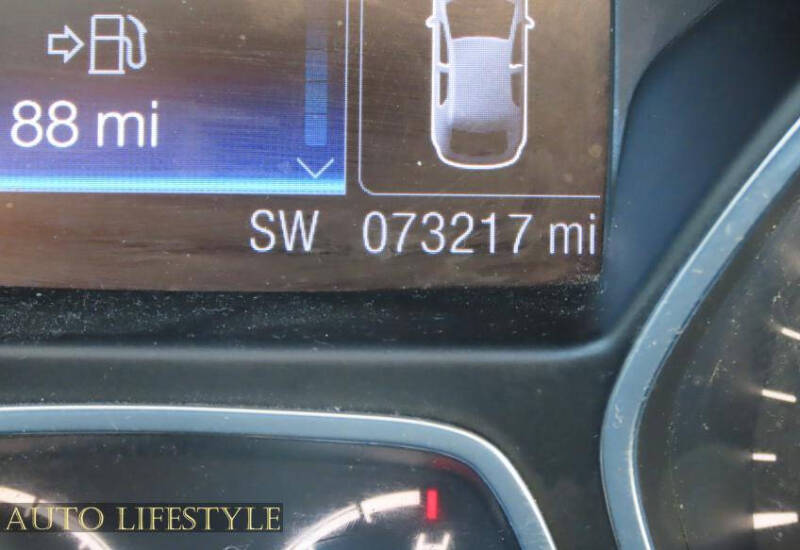 88 mi
SW 073217 mi
H
AUTO LIFESTYLE